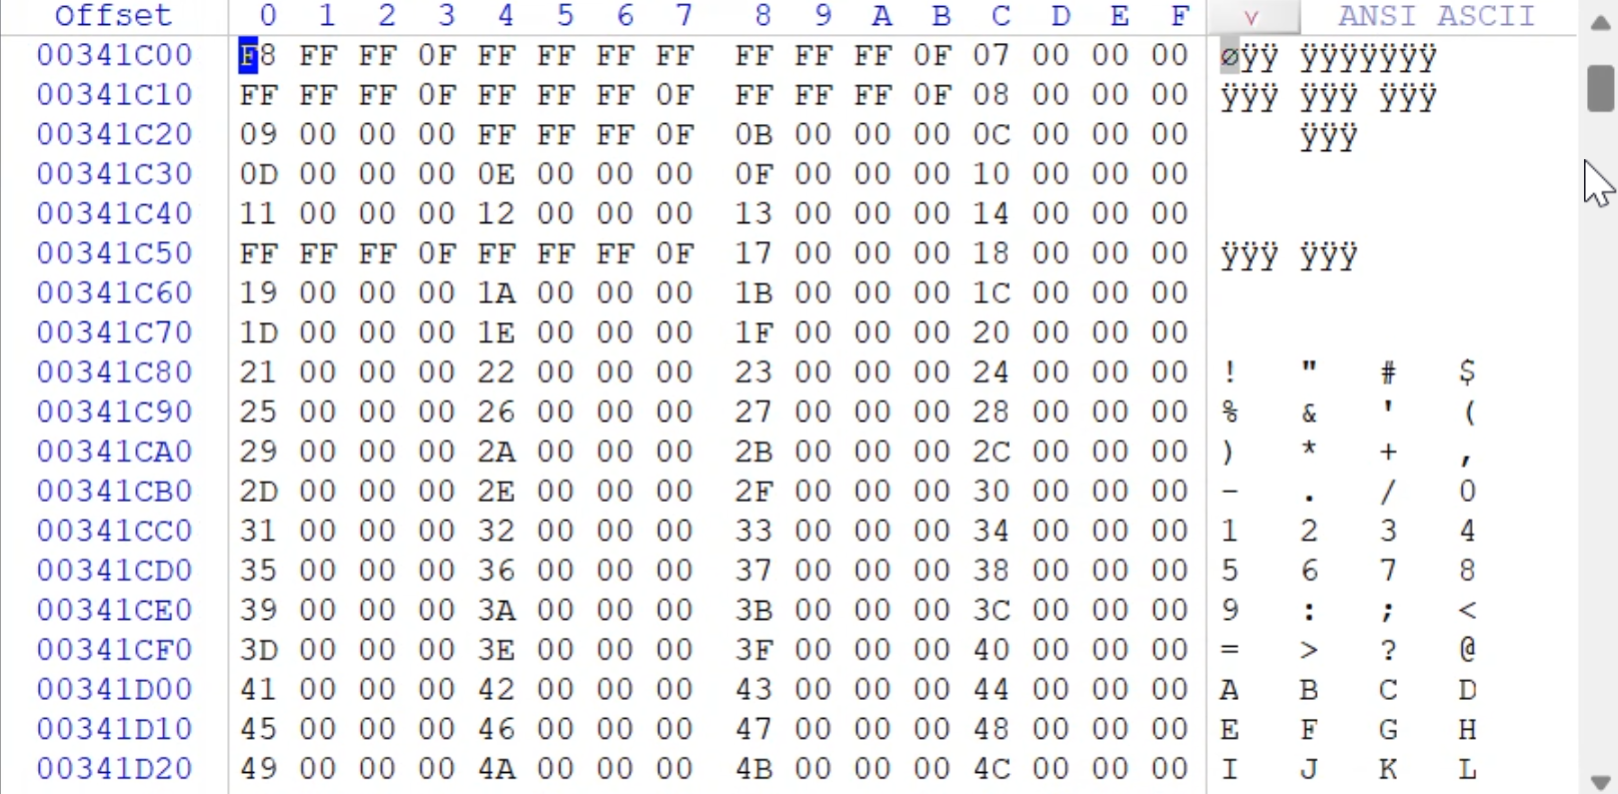 Offset 0 1 2 3 4 5 6 7 8 9 A B C D E F v ANSI ASCII
00341C00 F8 FF FF 0F FF FF FF FF FF FF FF 0F 07 00 00 00 øÿÿ ÿÿÿÿÿÿÿ
00341C10 FF FF FF 0F FF FF FF 0F FF FF FF 0F 08 00 00 00 ÿÿÿ ÿÿÿ ÿÿÿ
00341C20 09 00 00 00 FF FF FF 0F 0B 00 00 00 0C 00 00 00 ÿÿÿ
00341C30 0D 00 00 00 0E 00 00 00 0F 00 00 00 10 00 00 00
00341C40 11 00 00 00 12 00 00 00 13 00 00 00 14 00 00 00
00341C50 FF FF FF 0F FF FF FF 0F 17 00 00 00 18 00 00 00 ÿÿÿ ÿÿÿ
00341C60 19 00 00 00 1A 00 00 00 1B 00 00 00 1C 00 00 00
00341C70 1D 00 00 00 1E 00 00 00 1F 00 00 00 20 00 00 00
00341C80 21 00 00 00 22 00 00 00 23 00 00 00 24 00 00 00 ! " # $
00341C90 25 00 00 00 26 00 00 00 27 00 00 00 28 00 00 00 % & ' (
00341CA0 29 00 00 00 2A 00 00 00 2B 00 00 00 2C 00 00 00 ) * + ,
00341CB0 2D 00 00 00 2E 00 00 00 2F 00 00 00 30 00 00 00 - . / 0
00341CC0 31 00 00 00 32 00 00 00 33 00 00 00 34 00 00 00 1 2 3 4
00341CD0 35 00 00 00 36 00 00 00 37 00 00 00 38 00 00 00 5 6 7 8
00341CE0 39 00 00 00 3A 00 00 00 3B 00 00 00 3C 00 00 00 9 : ; <
00341CF0 3D 00 00 00 3E 00 00 00 3F 00 00 00 40 00 00 00 = > ? @
00341D00 41 00 00 00 42 00 00 00 43 00 00 00 44 00 00 00 A B C D
00341D10 45 00 00 00 46 00 00 00 47 00 00 00 48 00 00 00 E F G H
00341D20 49 00 00 00 4A 00 00 00 4B 00 00 00 4C 00 00 00 I J K L